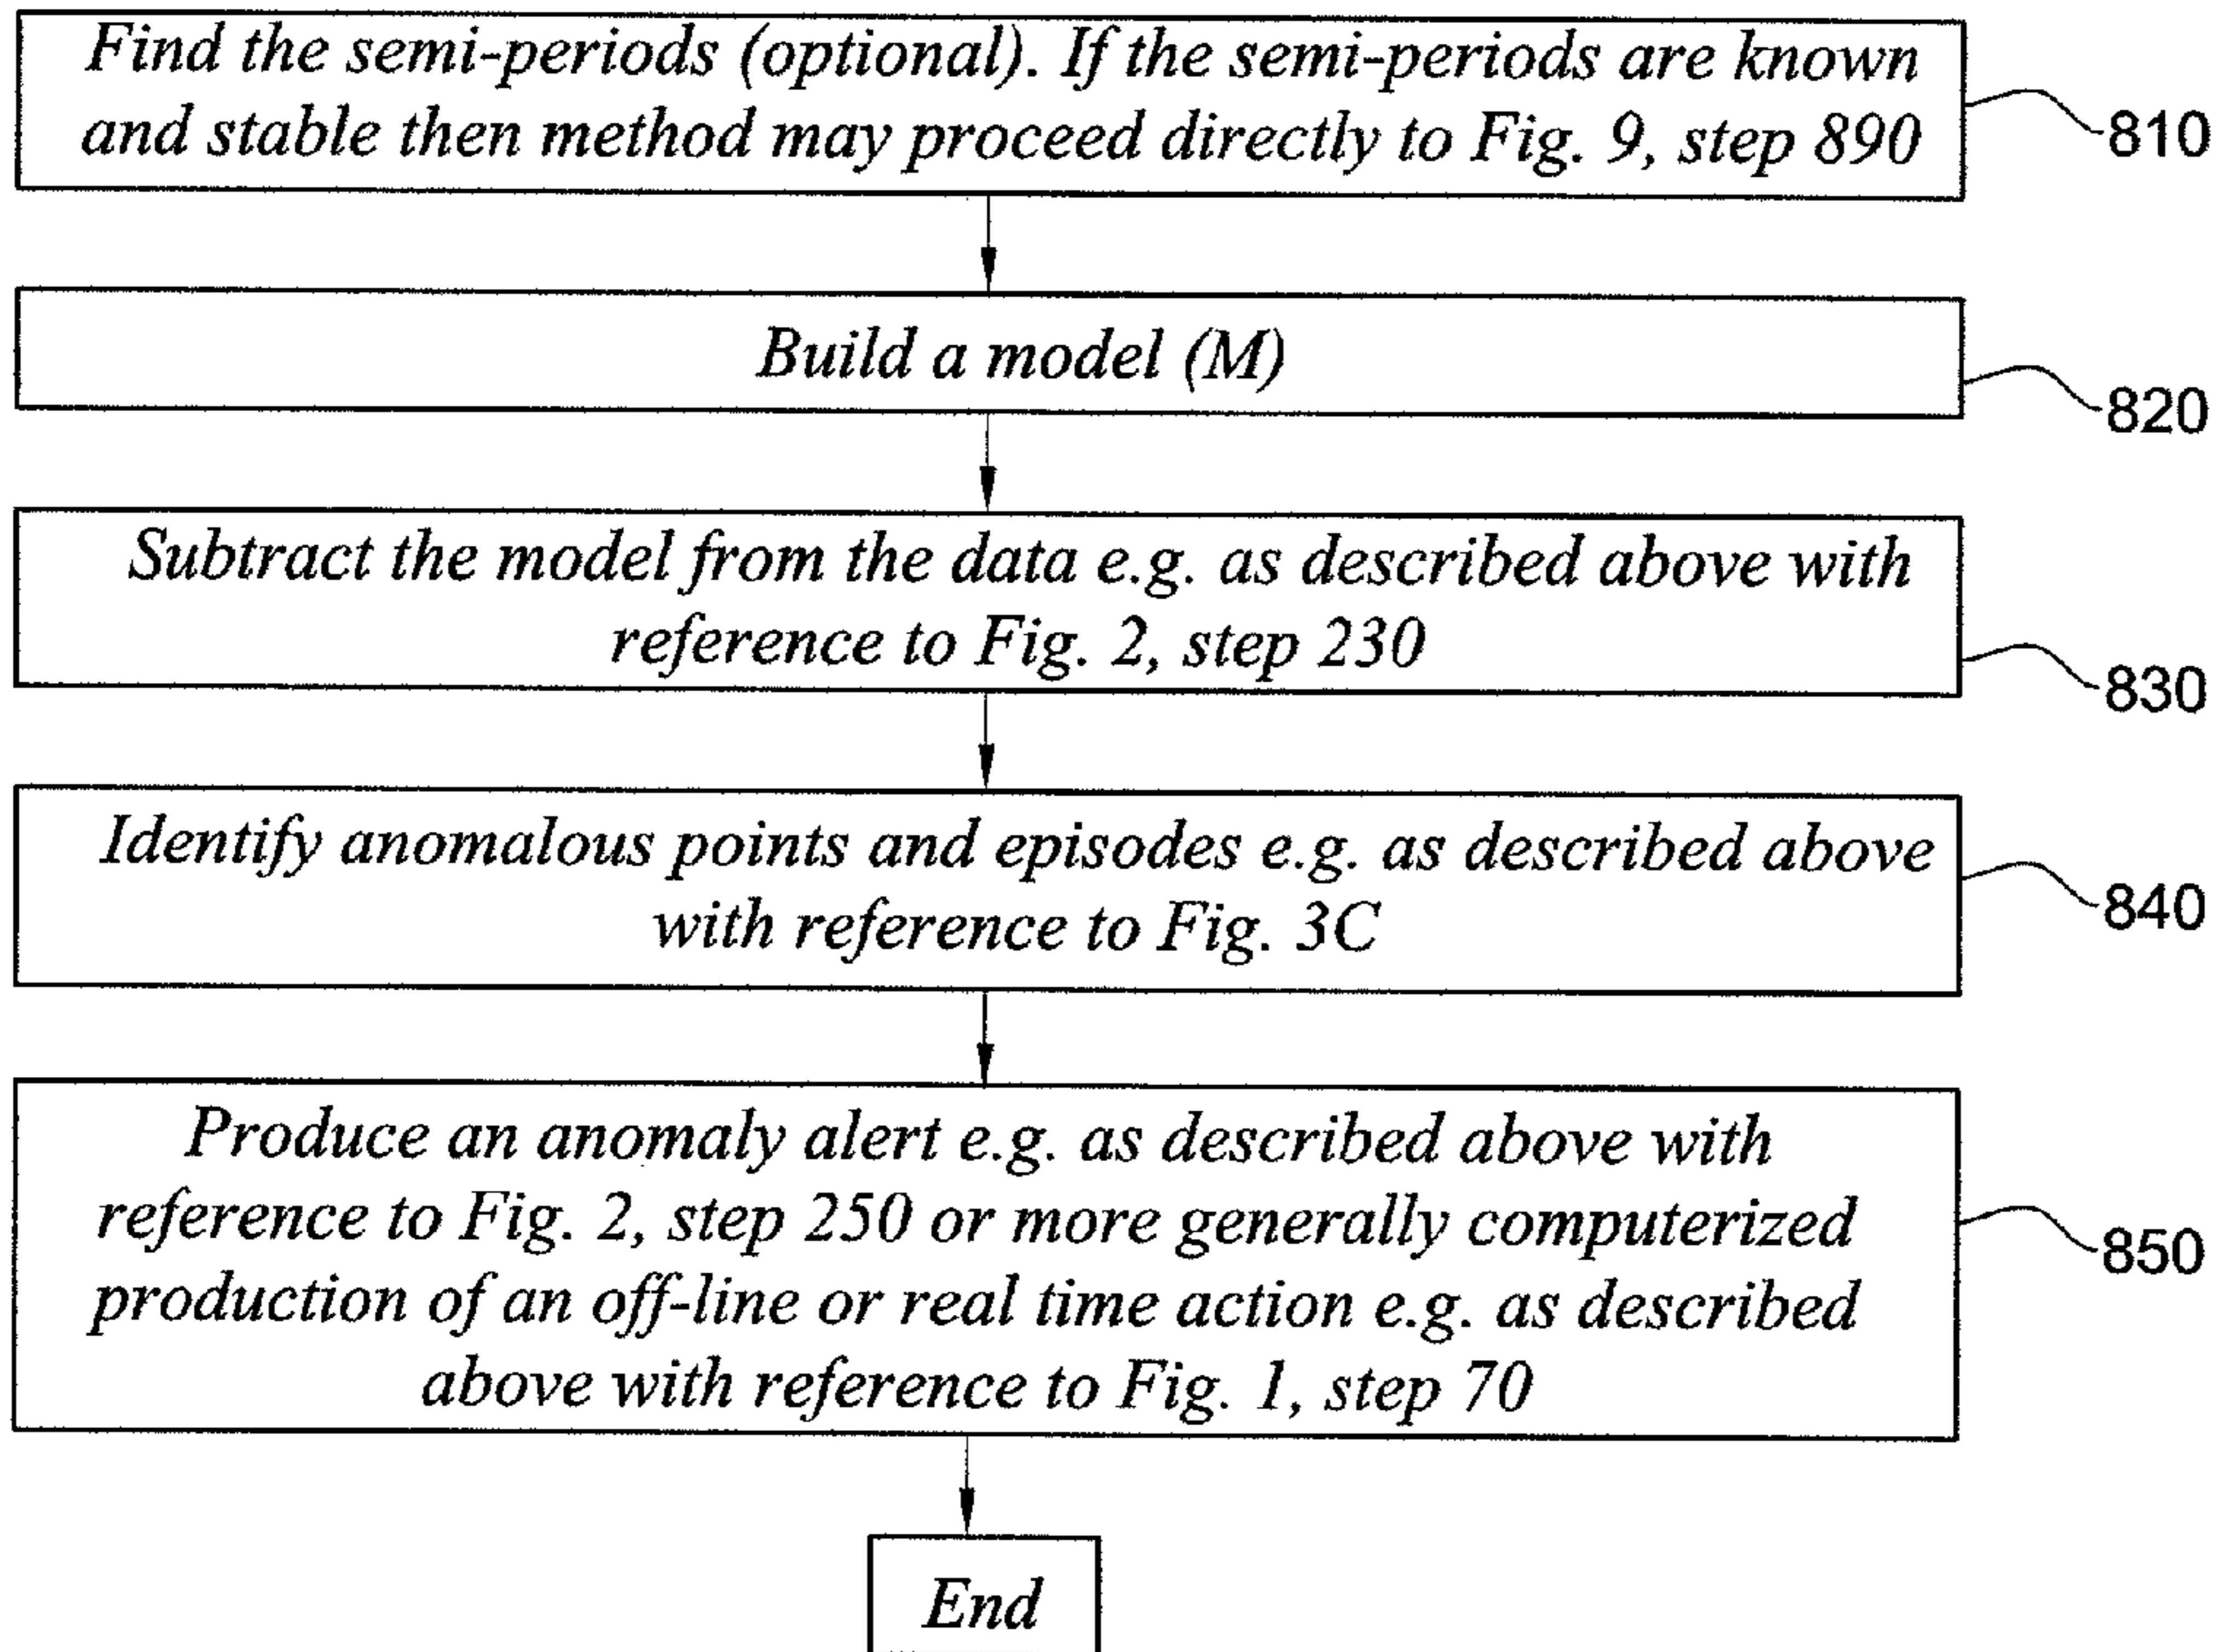 Find the semi-periods (optional). If the semi-periods are known
and stable then method may proceed directly to Fig. 9, step 890
810
Build a model (M)
820
Subtract the model from the data e.g. as described above with
reference to Fig. 2, step 230
830
Identify anomalous points and episodes e.g. as described above
with reference to Fig. 3C
840
Produce an anomaly alert e.g. as described above with
reference to Fig. 2, step 250 or more generally computerized
production of an off-line or real time action e.g. as described
above with reference to Fig. 1, step 70
850
End